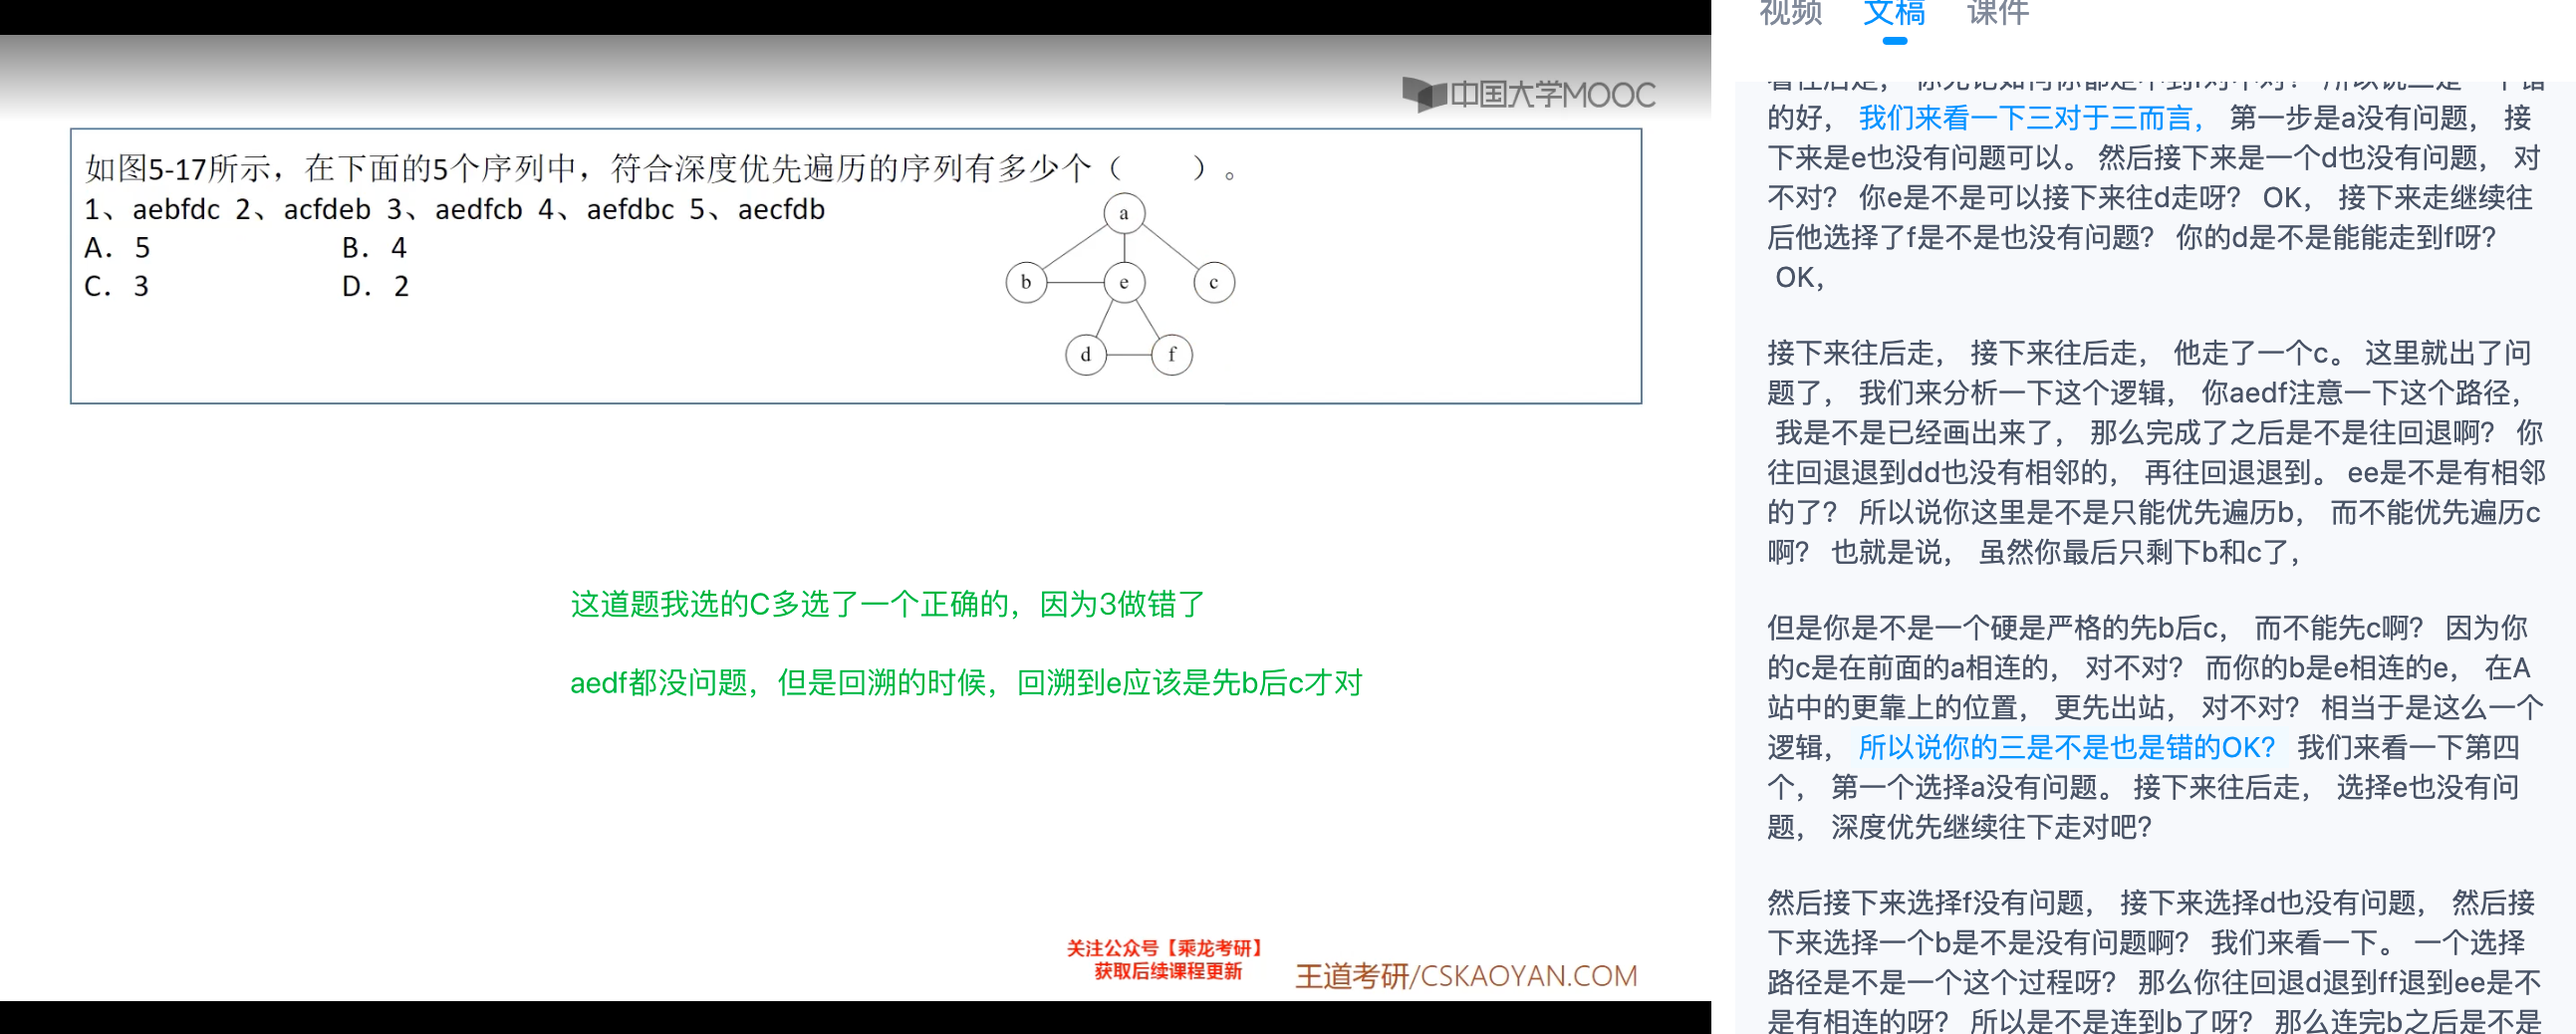 中国大学MOOC
如图5-17所示，在下面的5个序列中，符合深度优先遍历的序列有多少个（　　）。
1、aebfdc 2、acfdeb 3、aedfcb 4、aefdbc 5、aecfdb
A. 5 B. 4
C. 3 D. 2
a
b e c
d f
这道题我选的C多选了一个正确的，因为3做错了
aedf都没问题，但是回溯的时候，回溯到e应该是先b后c才对
关注公众号【乘龙考研】
获取后续课程更新
王道考研/CSKAOYAN.COM
视频 文稿 课件
的好， 我们来看一下三对于三而言， 第一步是a没有问题， 接
下来是e也没有问题可以。 然后接下来是一个d也没有问题， 对
不对？ 你e是不是可以接下来往d走呀？ OK， 接下来走继续往
后他选择了f是不是也没有问题？ 你的d是不是能能走到f呀？
OK，
接下来往后走， 接下来往后走， 他走了一个c。 这里就出了问
题了， 我们来分析一下这个逻辑， 你aedf注意一下这个路径，
我是不是已经画出来了， 那么完成了之后是不是往回退啊？ 你
往回退退到dd也没有相邻的， 再往回退退到。 ee是不是有相邻
的了？ 所以说你这里是不是只能优先遍历b， 而不能优先遍历c
啊？ 也就是说， 虽然你最后只剩下b和c了，
但是你是不是一个硬是严格的先b后c， 而不能先c啊？ 因为你
的c是在前面的a相连的， 对不对？ 而你的b是e相连的e， 在A
站中的更靠上的位置， 更先出站， 对不对？ 相当于是这么一个
逻辑， 所以说你的三是不是也是错的OK？ 我们来看一下第四
个， 第一个选择a没有问题。 接下来往后走， 选择e也没有问
题， 深度优先继续往下走对吧？
然后接下来选择f没有问题， 接下来选择d也没有问题， 然后接
下来选择一个b是不是没有问题啊？ 我们来看一下。 一个选择
路径是不是一个这个过程呀？ 那么你往回退d退到ff退到ee是不
是有相连的呀？ 所以是不是连到b了呀？ 那么连完b之后是不是